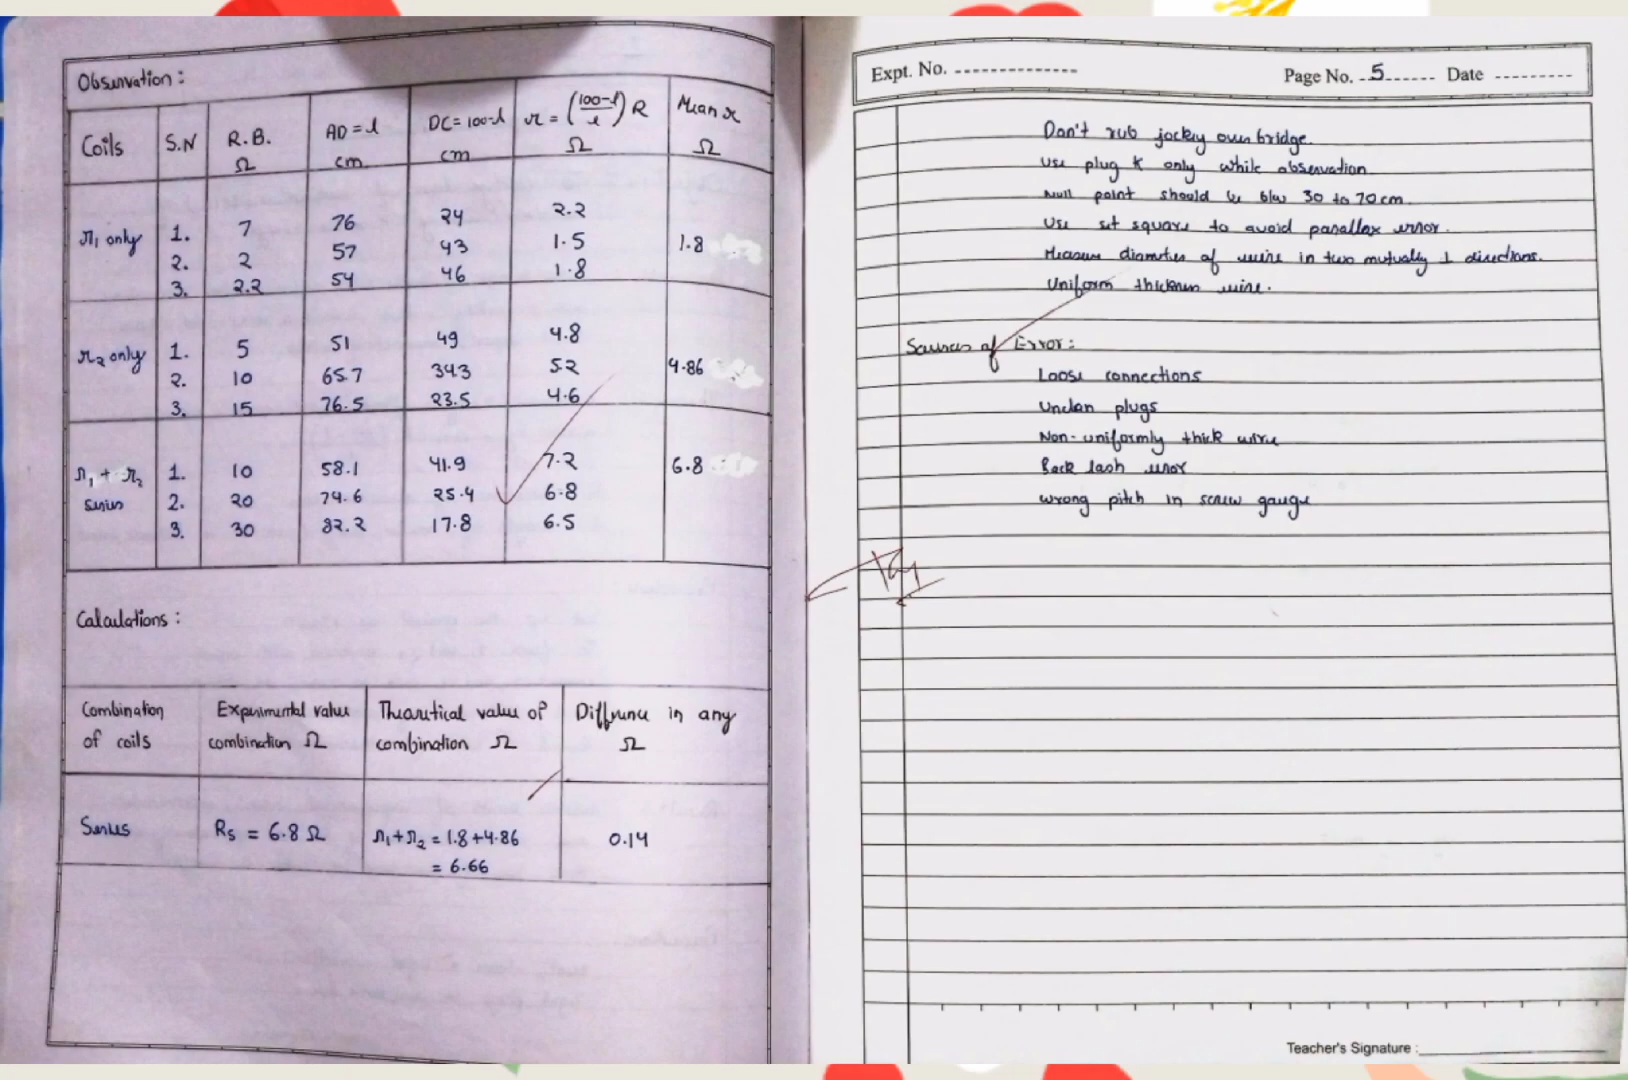 Observation :
Coils S.N R.B. Ω AD = l cm DC = 100-l cm r = (100-l / l) R Ω Mean r Ω
r1 only 1. 7 76 24 2.2 1.8
2. 2 57 43 1.5
3. 2.2 54 46 1.8
r2 only 1. 5 51 49 4.8 4.86
2. 10 65.7 343 52
3. 15 76.5 23.5 4.6
r1 + r2 series 1. 10 58.1 41.9 7.2 6.8
2. 20 74.6 25.4 6.8
3. 30 82.2 17.8 6.5
Calculations :
Combination of coils Experimental value combination Ω Theoretical value of combination Ω Diffrence in any Ω
Series Rs = 6.8 Ω r1+r2 = 1.8+4.86 0.14
= 6.66
Expt. No. Page No. 5 Date
Don't rub jockey over bridge.
Use plug K only while observation
Null point should be b/w 30 to 70 cm.
Use set square to avoid parallax error.
Measure diameter of wire in two mutually ⊥ directions.
Uniform thickness wire.
Sources of Error :
Loose connections
Unclean plugs
Non-uniformly thick wire
Back lash error
wrong pitch in screw gauge
Teacher's Signature :